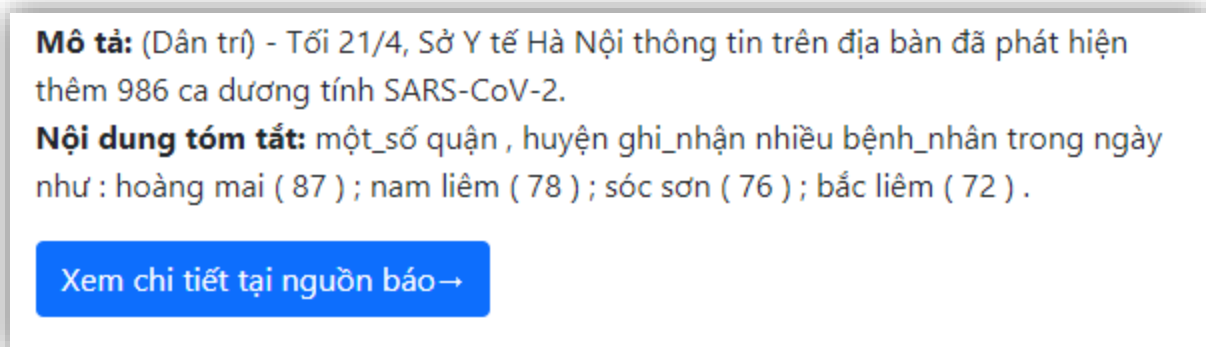 Mô tả: (Dân trí) - Tối 21/4, Sở Y tế Hà Nội thông tin trên địa bàn đã phát hiện
thêm 986 ca dương tính SARS-CoV-2.
Nội dung tóm tắt: một_số quận , huyện ghi_nhận nhiều bệnh_nhân trong ngày
như : hoàng mai ( 87 ) ; nam liêm ( 78 ) ; sóc sơn ( 76 ) ; bắc liêm ( 72 ) .
Xem chi tiết tại nguồn báo→